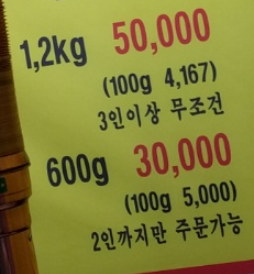 1,2kg 50,000
(100g 4,167)
3인이상 무조건
600g 30,000
(100g 5,000)
2인까지만 주문가능